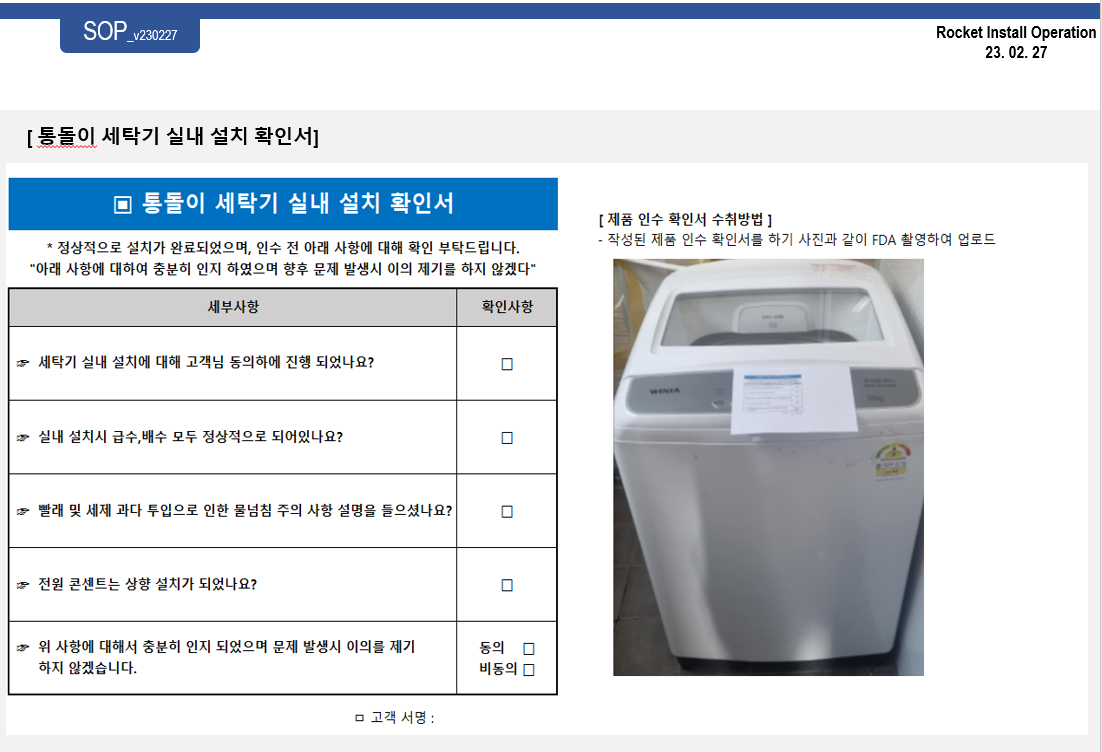 SOP_v230227
Rocket Install Operation
23. 02. 27
[ 통돌이 세탁기 실내 설치 확인서]
▣ 통돌이 세탁기 실내 설치 확인서
* 정상적으로 설치가 완료되었으며, 인수 전 아래 사항에 대해 확인 부탁드립니다.
"아래 사항에 대하여 충분히 인지 하였으며 향후 문제 발생시 이의 제기를 하지 않겠다"
세부사항 확인사항
☞ 세탁기 실내 설치에 대해 고객님 동의하에 진행 되었나요? □
☞ 실내 설치시 급수,배수 모두 정상적으로 되어있나요? □
☞ 빨래 및 세제 과다 투입으로 인한 물넘침 주의 사항 설명을 들으셨나요? □
☞ 전원 콘센트는 상향 설치가 되었나요? □
☞ 위 사항에 대해서 충분히 인지 되었으며 문제 발생시 이의를 제기
하지 않겠습니다.
동의 □
비동의 □
ㅁ 고객 서명 :
[ 제품 인수 확인서 수취방법 ]
- 작성된 제품 인수 확인서를 하기 사진과 같이 FDA 촬영하여 업로드
WINIA